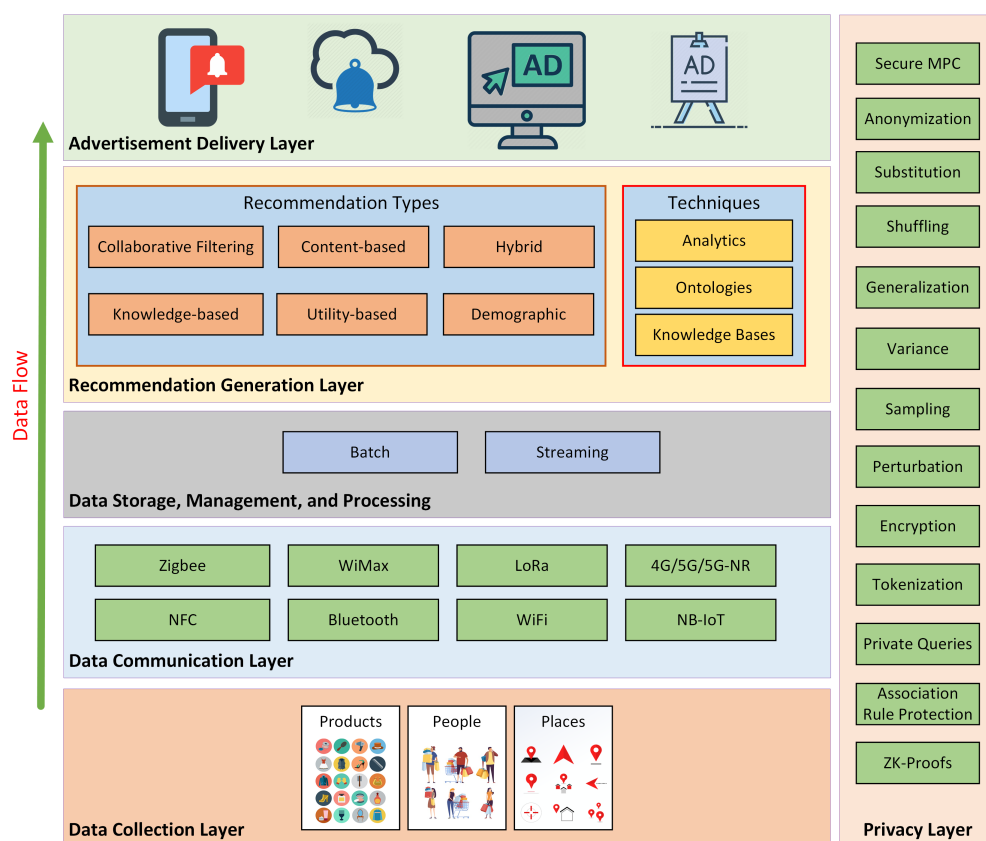 AD
AD
Advertisement Delivery Layer
Recommendation Types
Collaborative Filtering
Content-based
Hybrid
Knowledge-based
Utility-based
Demographic
Techniques
Analytics
Ontologies
Knowledge Bases
Recommendation Generation Layer
Batch
Streaming
Data Storage, Management, and Processing
Zigbee
WiMax
LoRa
4G/5G/5G-NR
NFC
Bluetooth
WiFi
NB-IoT
Data Communication Layer
Products
People
Places
Data Collection Layer
Data Flow
Secure MPC
Anonymization
Substitution
Shuffling
Generalization
Variance
Sampling
Perturbation
Encryption
Tokenization
Private Queries
Association
Rule Protection
ZK-Proofs
Privacy Layer